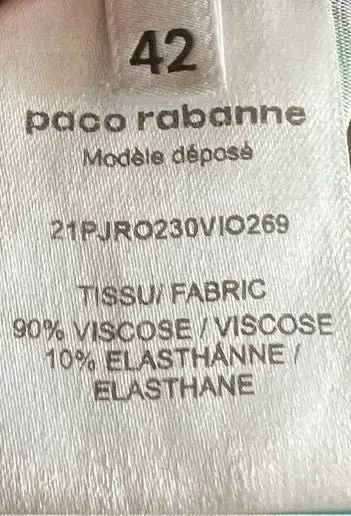 42
paco rabanne
Modèle déposé
21PJRO230VIO269
TISSU/ FABRIC
90% VISCOSE / VISCOSE
10% ELASTHANNE /
ELASTHANE